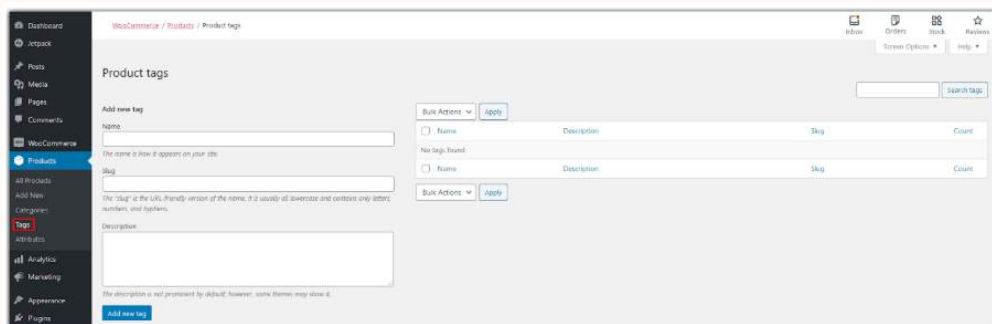 Dashboard
WooCommerce / Products / Product tags
Inbox
Orders
Stock
Reviews
Jetpack
Screen Options ▼
Help ▼
Posts
Media
Pages
Comments
WooCommerce
Products
All Products
Add New
Categories
Tags
Attributes
Analytics
Marketing
Appearance
Plugins
Product tags
Search tags
Add new tag
Name
The name is how it appears on your site.
Slug
The "slug" is the URL-friendly version of the name. It is usually all lowercase and contains only letters,
numbers, and hyphens.
Description
The description is not prominent by default; however, some themes may show it.
Add new tag
Bulk Actions
Apply
Name Description Slug Count
No tags found
Name Description Slug Count
Bulk Actions
Apply